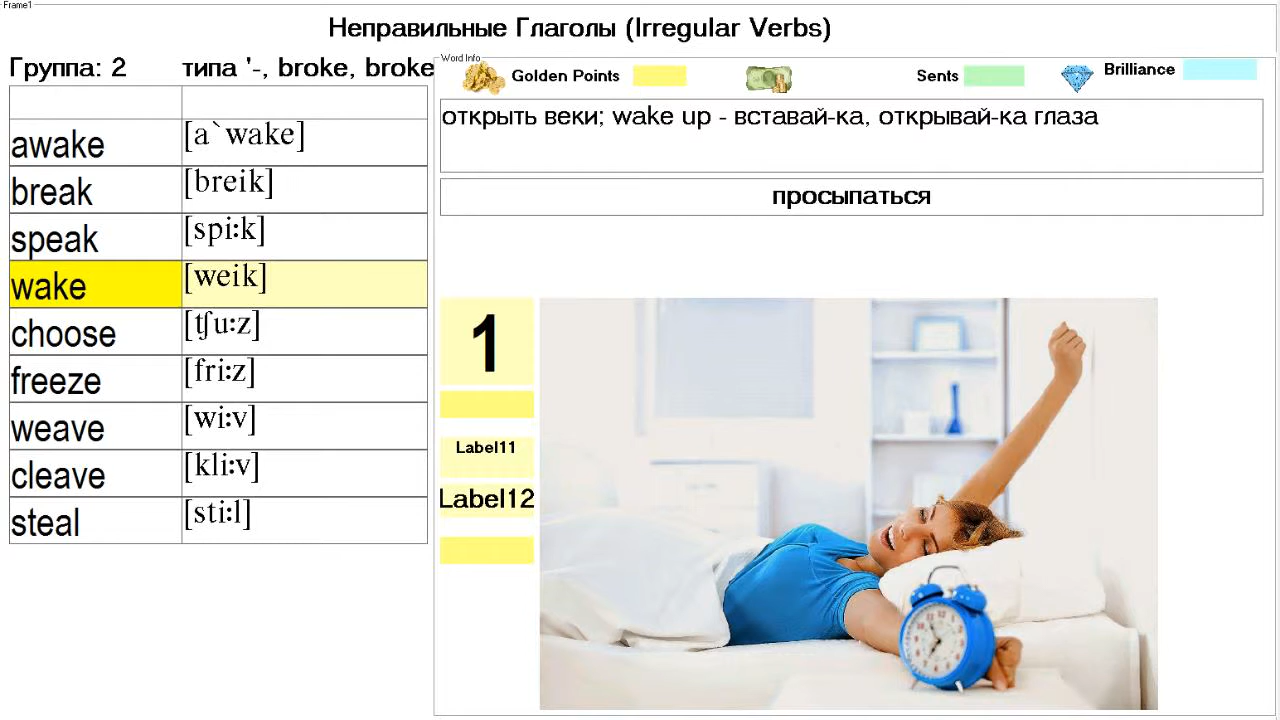 Frame1
Неправильные Глаголы (Irregular Verbs)
Группа: 2 типа '-, broke, broke
awake [a`wake]
break [breik]
speak [spi:k]
wake [weik]
choose [tʃu:z]
freeze [fri:z]
weave [wi:v]
cleave [kli:v]
steal [sti:l]
Word Info
Golden Points Sents Brilliance
открыть веки; wake up - вставай-ка, открывай-ка глаза
просыпаться
1
Label11
Label12